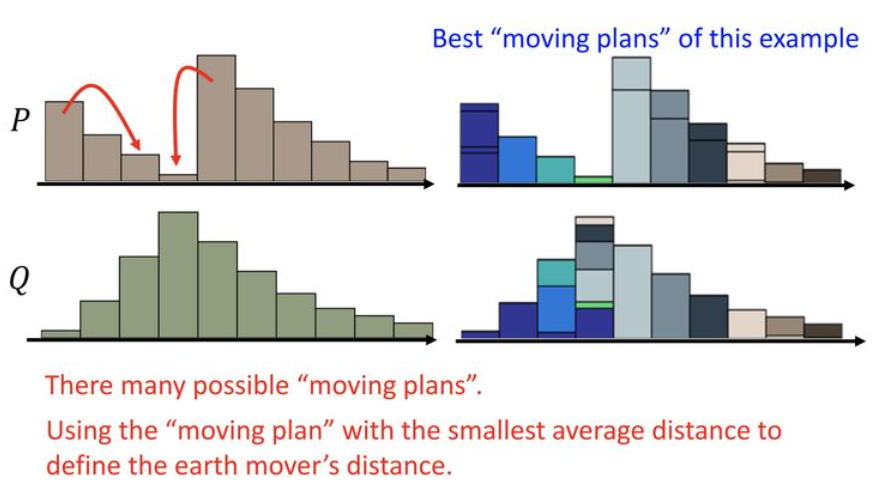 Best “moving plans” of this example
P
Q
There many possible “moving plans”.
Using the “moving plan” with the smallest average distance to
define the earth mover’s distance.